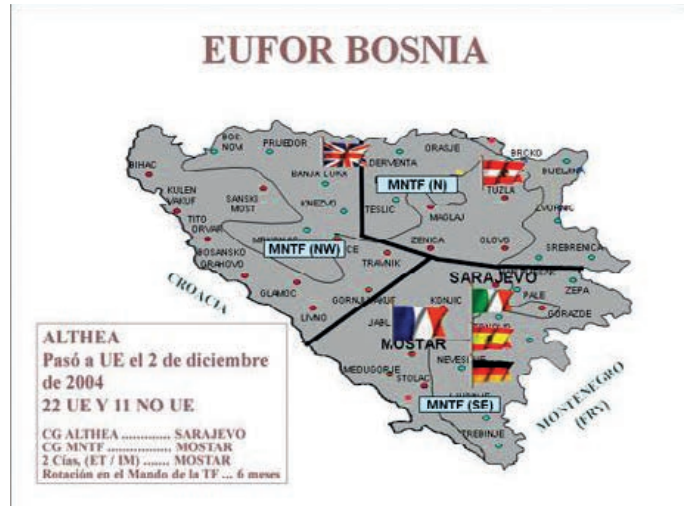 EUFOR BOSNIA
BOS. NOVI
PRIJEDOR
DERVENTA
ORASJE
BRCKO
BIHAC
BANJA LUKA
MNTF (N)
TUZLA
KULEN VAKUF
SANSKI MOST
KNEZVO
TESLIC
MAGLAJ
TITO
MNTF (NW)
ZENICA
OLOVO
SREBRENICA
BOSANSKO GRAHOVO
TRAVNIK
CROACIA
GLAMOC
SARAJEVO
PALE
ZEPA
GORAZDE
LIVNO
KONJIC
MOSTAR
MEDUGORJE
STOLAC
MNTF (SE)
TREBINJE
MONTENEGRO
(FRY)
ALTHEA
Pasó a UE el 2 de diciembre
de 2004
22 UE Y 11 NO UE
CG ALTHEA ............. SARAJEVO
CG MNTF .................. MOSTAR
2 Cías, (ET / IM) ....... MOSTAR
Rotación en el Mando de la TF ... 6 meses